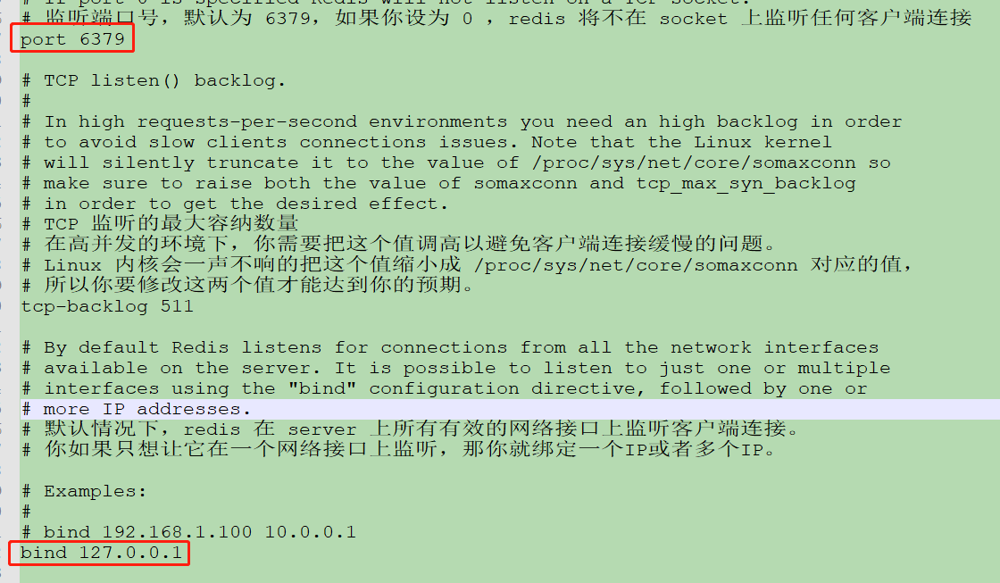 # If port 0 is specified Redis will not listen on a TCP socket.
# 监听端口号，默认为 6379，如果你设为 0 ，redis 将不在 socket 上监听任何客户端连接
port 6379
# TCP listen() backlog.
#
# In high requests-per-second environments you need an high backlog in order
# to avoid slow clients connections issues. Note that the Linux kernel
# will silently truncate it to the value of /proc/sys/net/core/somaxconn so
# make sure to raise both the value of somaxconn and tcp_max_syn_backlog
# in order to get the desired effect.
# TCP 监听的最大容纳数量
# 在高并发的环境下，你需要把这个值调高以避免客户端连接缓慢的问题。
# Linux 内核会一声不响的把这个值缩小成 /proc/sys/net/core/somaxconn 对应的值，
# 所以你要修改这两个值才能达到你的预期。
tcp-backlog 511
# By default Redis listens for connections from all the network interfaces
# available on the server. It is possible to listen to just one or multiple
# interfaces using the "bind" configuration directive, followed by one or
# more IP addresses.
# 默认情况下，redis 在 server 上所有有效的网络接口上监听客户端连接。
# 你如果只想让它在一个网络接口上监听，那你就绑定一个IP或者多个IP。
# Examples:
#
# bind 192.168.1.100 10.0.0.1
bind 127.0.0.1